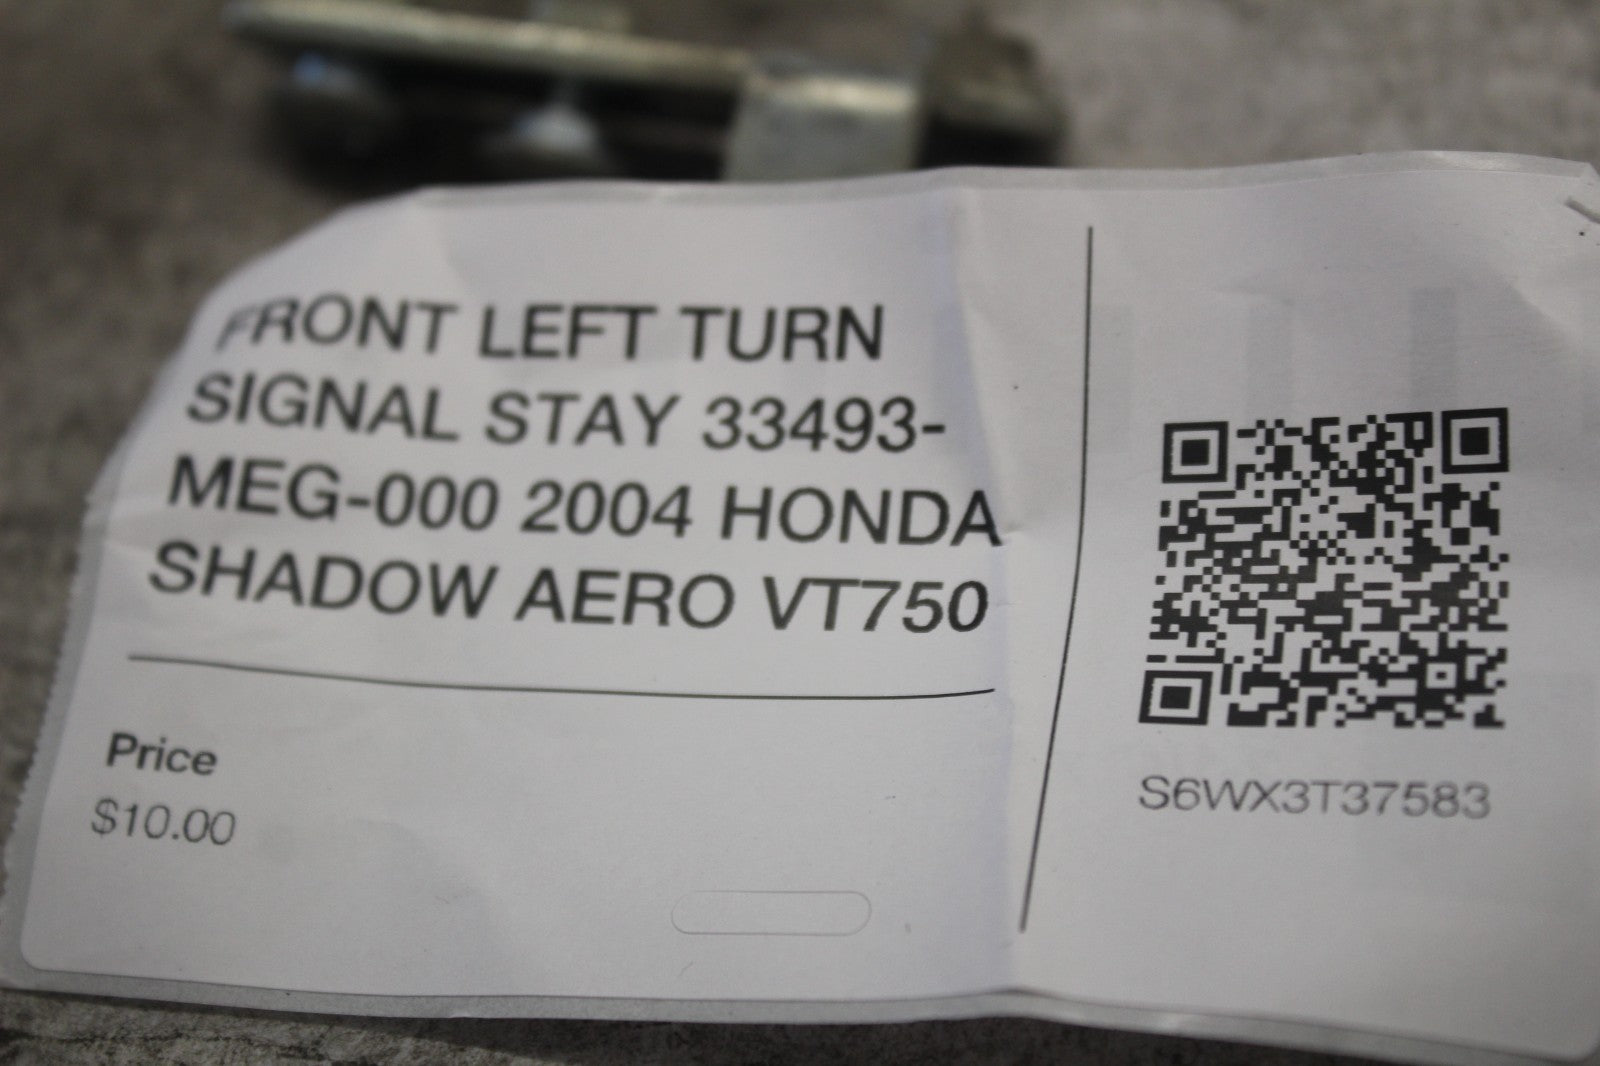 FRONT LEFT TURN
SIGNAL STAY 33493-
MEG-000 2004 HONDA
SHADOW AERO VT750
Price
$10.00
S6WX3T37583